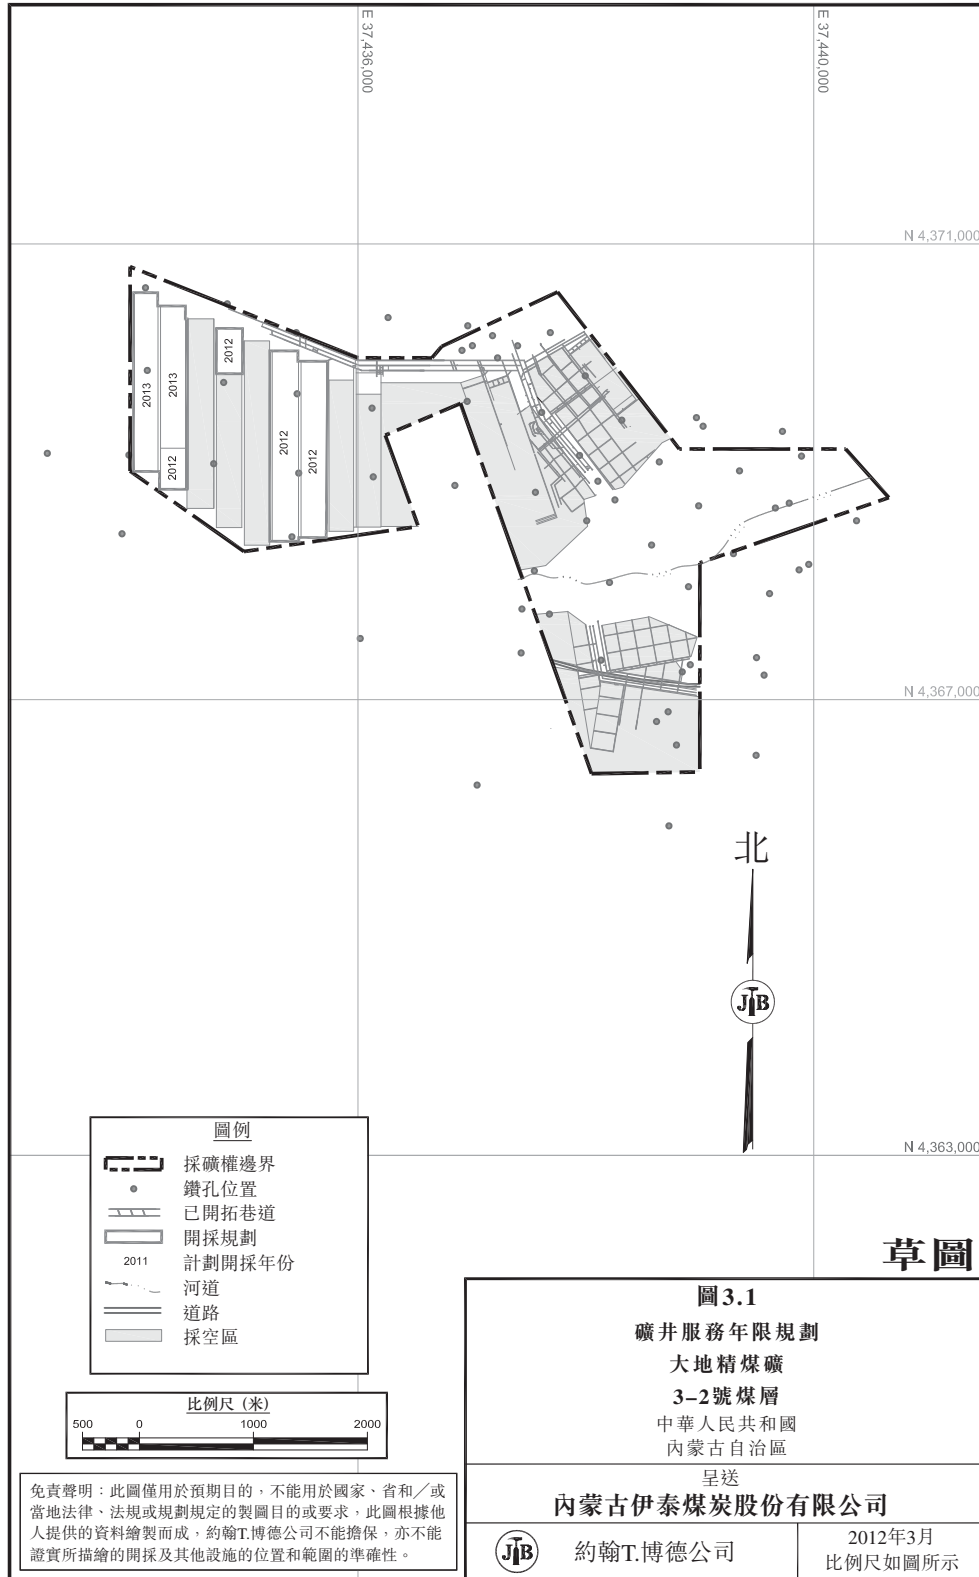 E 37,436,000
E 37,440,000
N 4,371,000
2013
2013
2012
2012
2012
2012
N 4,367,000
北
JTB
N 4,363,000
圖例
採礦權邊界
鑽孔位置
已開拓巷道
開採規劃
2011 計劃開採年份
河道
道路
採空區
比例尺 (米)
500 0 1000 2000
草圖
圖3.1
礦井服務年限規劃
大地精煤礦
3–2號煤層
中華人民共和國
內蒙古自治區
呈送
內蒙古伊泰煤炭股份有限公司
JTB 約翰T.博德公司
2012年3月
比例尺如圖所示
免責聲明：此圖僅用於預期目的，不能用於國家、省和／或
當地法律、法規或規劃規定的製圖目的或要求，此圖根據他
人提供的資料繪製而成，約翰T.博德公司不能擔保，亦不能
證實所描繪的開採及其他設施的位置和範圍的準確性。